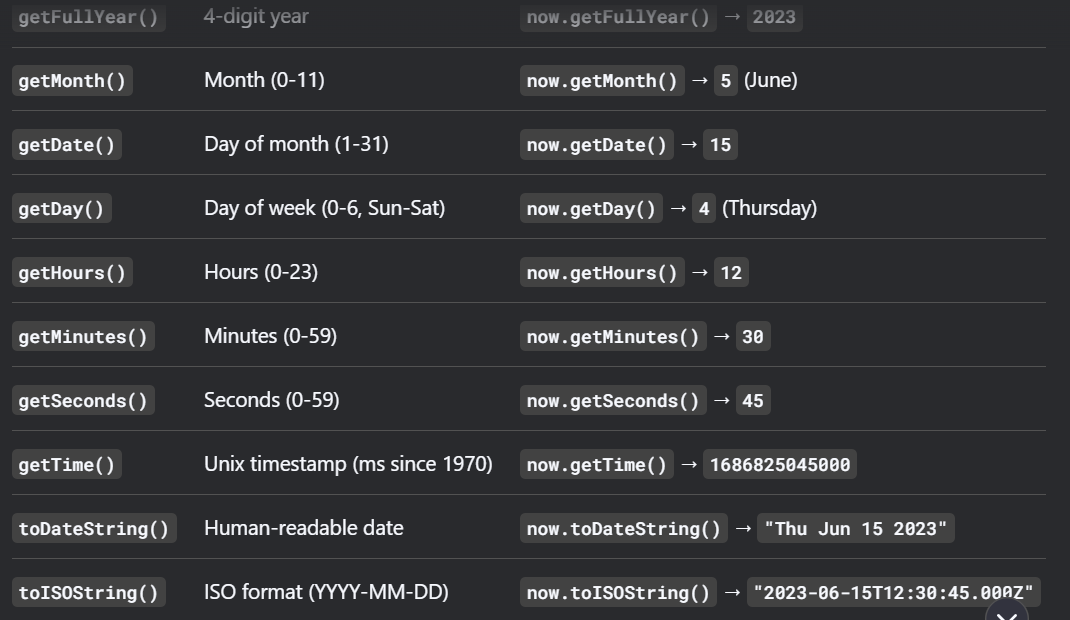 getFullYear() 4-digit year now.getFullYear() → 2023
getMonth() Month (0-11) now.getMonth() → 5 (June)
getDate() Day of month (1-31) now.getDate() → 15
getDay() Day of week (0-6, Sun-Sat) now.getDay() → 4 (Thursday)
getHours() Hours (0-23) now.getHours() → 12
getMinutes() Minutes (0-59) now.getMinutes() → 30
getSeconds() Seconds (0-59) now.getSeconds() → 45
getTime() Unix timestamp (ms since 1970) now.getTime() → 1686825045000
toDateString() Human-readable date now.toDateString() → "Thu Jun 15 2023"
toISOString() ISO format (YYYY-MM-DD) now.toISOString() → "2023-06-15T12:30:45.000Z"